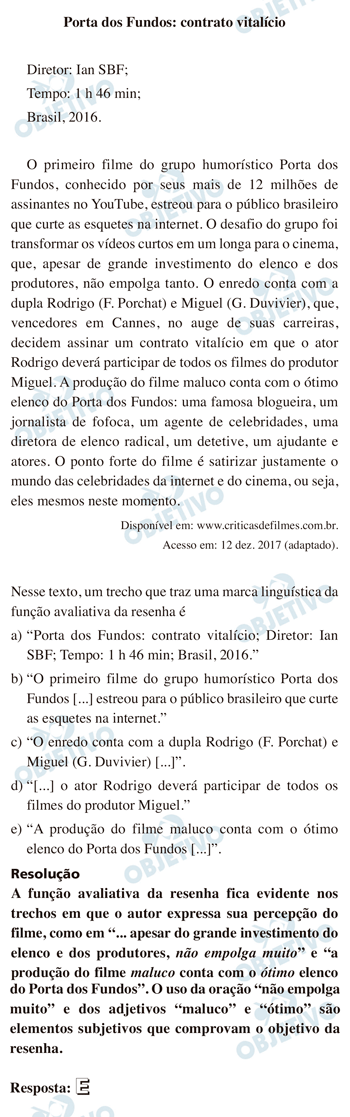 Porta dos Fundos: contrato vitalício
Diretor: Ian SBF;
Tempo: 1 h 46 min;
Brasil, 2016.
O primeiro filme do grupo humorístico Porta dos
Fundos, conhecido por seus mais de 12 milhões de
assinantes no YouTube, estreou para o público brasileiro
que curte as esquetes na internet. O desafio do grupo foi
transformar os vídeos curtos em um longa para o cinema,
que, apesar de grande investimento do elenco e dos
produtores, não empolga tanto. O enredo conta com a
dupla Rodrigo (F. Porchat) e Miguel (G. Duvivier), que,
vencedores em Cannes, no auge de suas carreiras,
decidem assinar um contrato vitalício em que o ator
Rodrigo deverá participar de todos os filmes do produtor
Miguel. A produção do filme maluco conta com o ótimo
elenco do Porta dos Fundos: uma famosa blogueira, um
jornalista de fofoca, um agente de celebridades, uma
diretora de elenco radical, um detetive, um ajudante e
atores. O ponto forte do filme é satirizar justamente o
mundo das celebridades da internet e do cinema, ou seja,
eles mesmos neste momento.
Disponível em: www.criticasdefilmes.com.br.
Acesso em: 12 dez. 2017 (adaptado).
Nesse texto, um trecho que traz uma marca linguística da
função avaliativa da resenha é
a) “Porta dos Fundos: contrato vitalício; Diretor: Ian
SBF; Tempo: 1 h 46 min; Brasil, 2016.”
b) “O primeiro filme do grupo humorístico Porta dos
Fundos [...] estreou para o público brasileiro que curte
as esquetes na internet.”
c) “O enredo conta com a dupla Rodrigo (F. Porchat) e
Miguel (G. Duvivier) [...]”.
d) “[...] o ator Rodrigo deverá participar de todos os
filmes do produtor Miguel.”
e) “A produção do filme maluco conta com o ótimo
elenco do Porta dos Fundos [...]”.
Resolução
A função avaliativa da resenha fica evidente nos
trechos em que o autor expressa sua percepção do
filme, como em “... apesar do grande investimento do
elenco e dos produtores, não empolga muito” e “a
produção do filme maluco conta com o ótimo elenco
do Porta dos Fundos”. O uso da oração “não empolga
muito” e dos adjetivos “maluco” e “ótimo” são
elementos subjetivos que comprovam o objetivo da
resenha.
Resposta: E